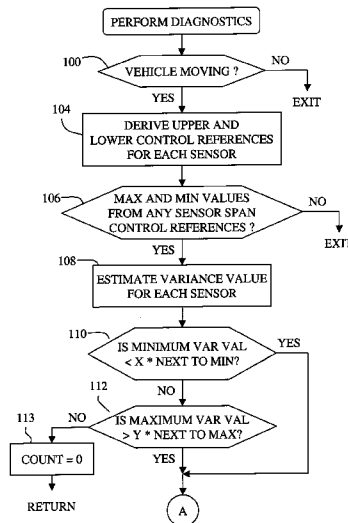 PERFORM DIAGNOSTICS
100
VEHICLE MOVING ?
NO
EXIT
YES
104
DERIVE UPPER AND
LOWER CONTROL REFERENCES
FOR EACH SENSOR
106
MAX AND MIN VALUES
FROM ANY SENSOR SPAN
CONTROL REFERENCES ?
NO
EXIT
YES
108
ESTIMATE VARIANCE VALUE
FOR EACH SENSOR
110
IS MINIMUM VAR VAL
< X * NEXT TO MIN?
YES
NO
112
IS MAXIMUM VAR VAL
> Y * NEXT TO MAX?
NO
113
COUNT = 0
YES
RETURN
A